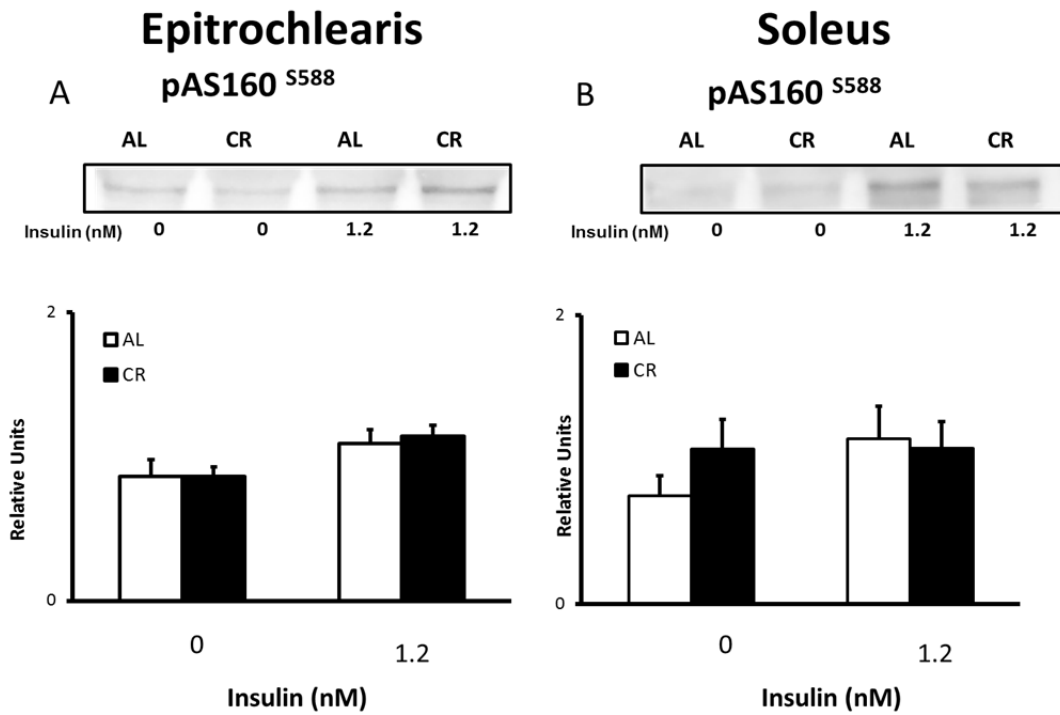 Epitrochlearis
A
pAS160 S588
AL CR AL CR
Insulin (nM) 0 0 1.2 1.2
2
AL
CR
Relative Units
0
0 1.2
Insulin (nM)
Soleus
B
pAS160 S588
AL CR AL CR
Insulin (nM) 0 0 1.2 1.2
2
AL
CR
Relative Units
0
0 1.2
Insulin (nM)